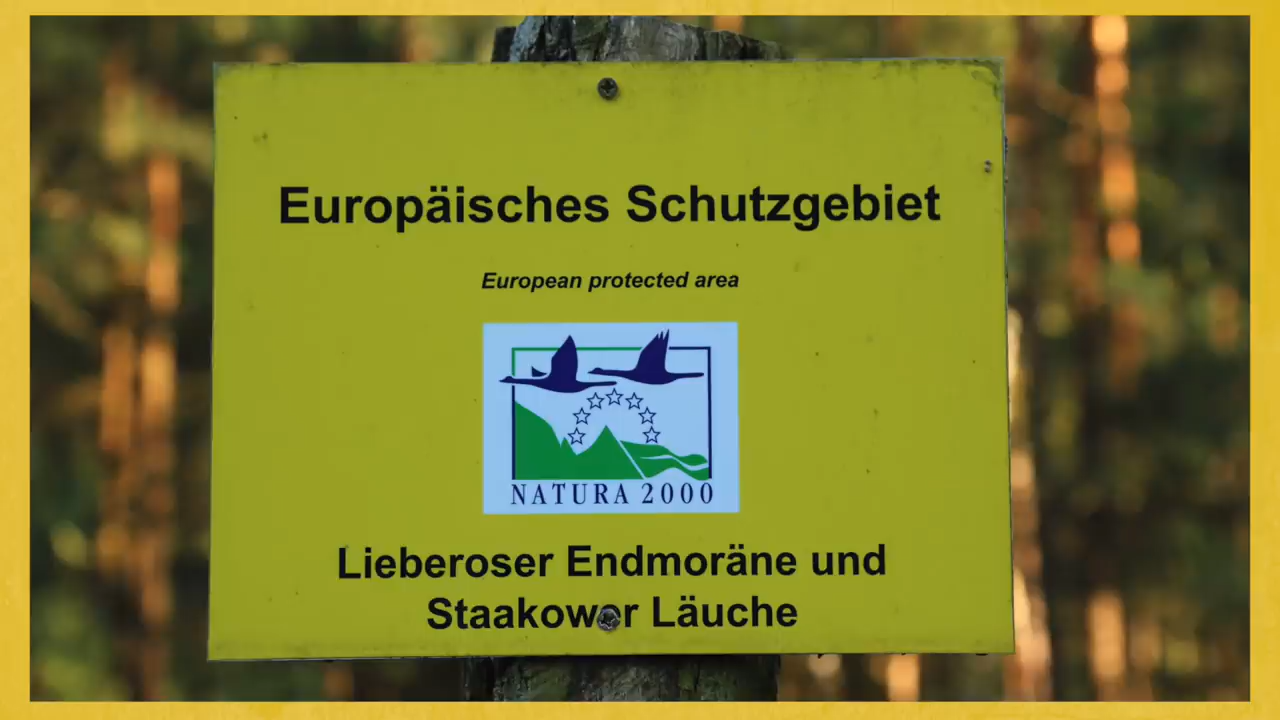 Europäisches Schutzgebiet
European protected area
NATURA 2000
Lieberoser Endmoräne und
Staakower Läuche